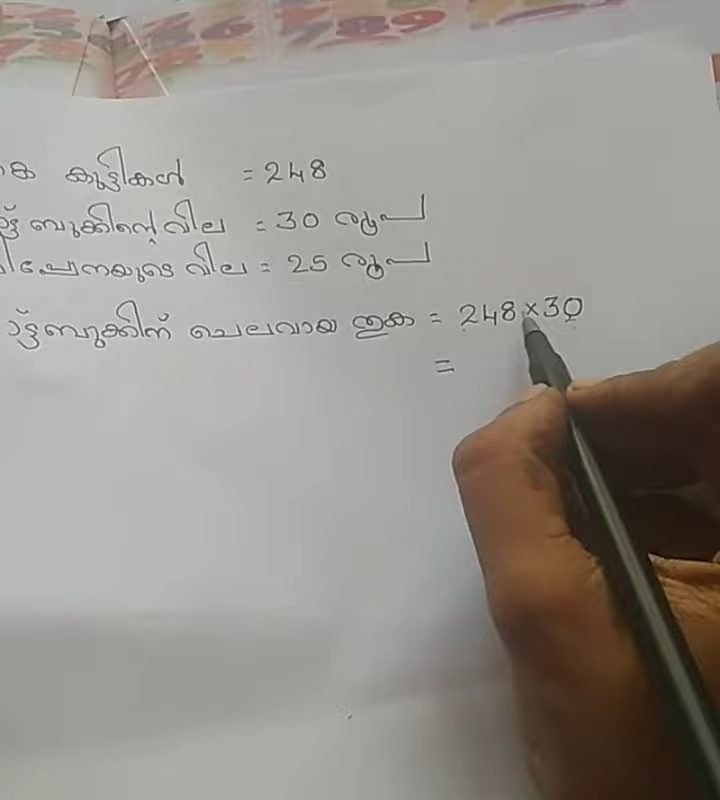 കുട്ടികൾ = 248
ബുക്കിന്റെ വില = 30 രൂപ
പേനയുടെ വില = 25 രൂപ
ട്ട്ബുക്കിന് ചെലവായ തുക = 248 × 30
=